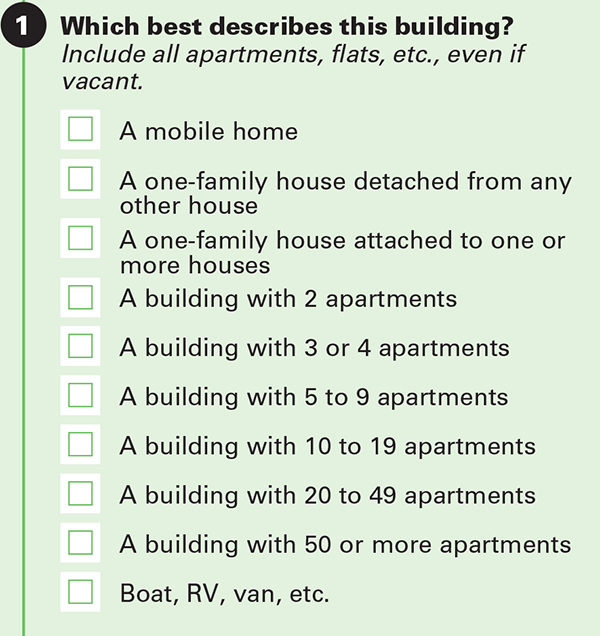 1 Which best describes this building?
Include all apartments, flats, etc., even if
vacant.
A mobile home
A one-family house detached from any
other house
A one-family house attached to one or
more houses
A building with 2 apartments
A building with 3 or 4 apartments
A building with 5 to 9 apartments
A building with 10 to 19 apartments
A building with 20 to 49 apartments
A building with 50 or more apartments
Boat, RV, van, etc.